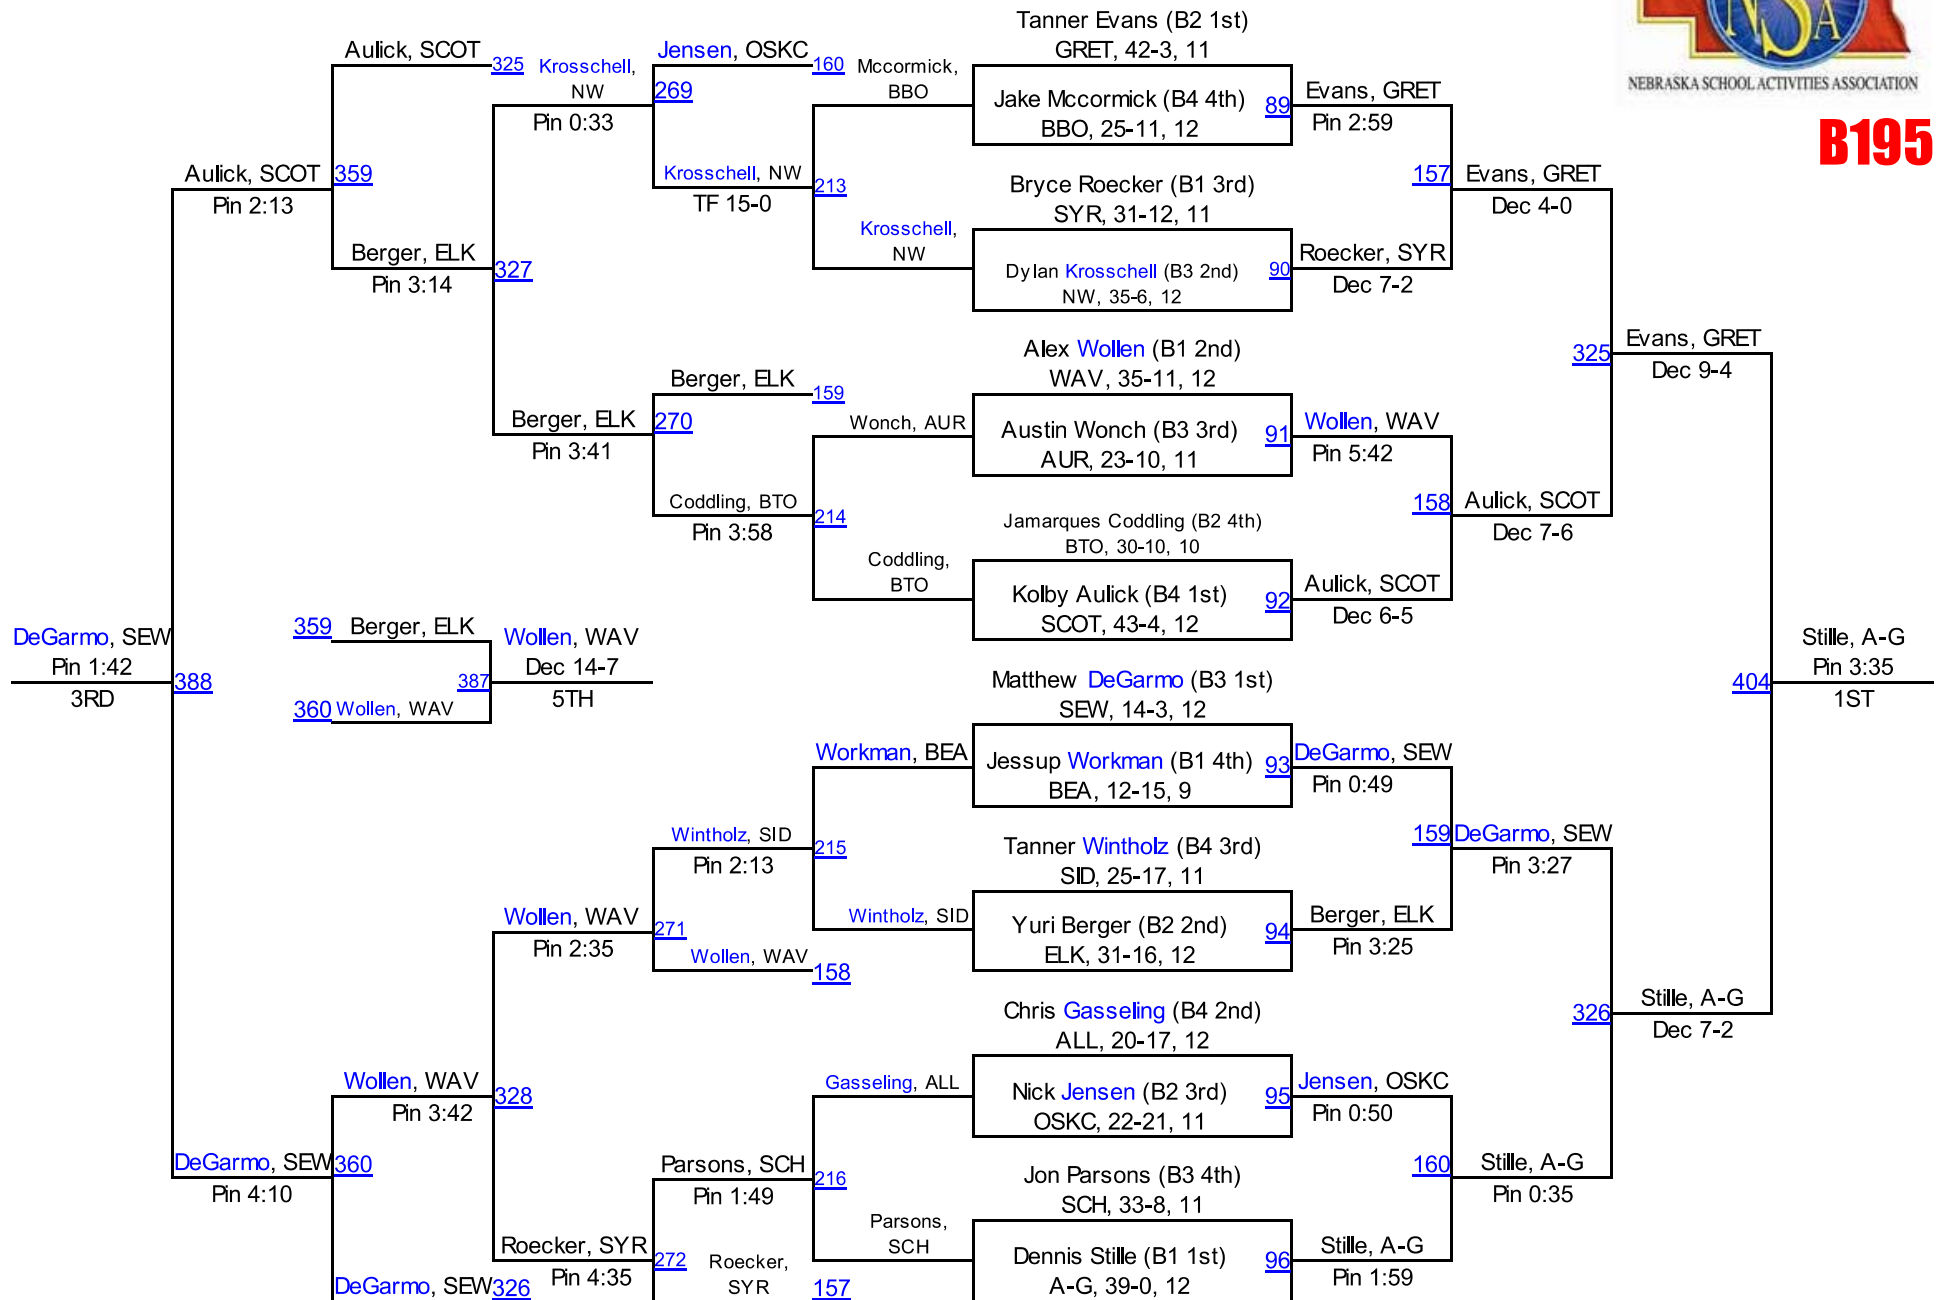 NSA
NEBRASKA SCHOOL ACTIVITIES ASSOCIATION
B195
Aulick, SCOT
325
Krosschell,
NW
Pin 0:33
Jensen, OSKC
160
269
Krosschell, NW
TF 15-0
213
Mccormick,
BBO
Krosschell,
NW
Aulick, SCOT
Pin 2:13
359
Berger, ELK
Pin 3:14
327
Berger, ELK
Pin 3:41
Berger, ELK
159
270
Coddling, BTO
Pin 3:58
214
Wonch, AUR
Coddling,
BTO
DeGarmo, SEW
Pin 1:42
3RD
388
359
Berger, ELK
360
Wollen, WAV
387
Wollen, WAV
Dec 14-7
5TH
Workman, BEA
Wintholz, SID
Pin 2:13
215
Wintholz, SID
Wollen, WAV
Pin 2:35
271
Wollen, WAV
158
Wollen, WAV
Pin 3:42
328
DeGarmo, SEW
Pin 4:10
360
Gasseling, ALL
Parsons, SCH
Pin 1:49
216
Parsons,
SCH
Roecker, SYR
Pin 4:35
272
Roecker,
SYR
157
DeGarmo, SEW
326
Tanner Evans (B2 1st)
GRET, 42-3, 11
Jake Mccormick (B4 4th)
BBO, 25-11, 12
89
Bryce Roecker (B1 3rd)
SYR, 31-12, 11
Dylan Krosschell (B3 2nd)
NW, 35-6, 12
90
Alex Wollen (B1 2nd)
WAV, 35-11, 12
Austin Wonch (B3 3rd)
AUR, 23-10, 11
91
Jamarques Coddling (B2 4th)
BTO, 30-10, 10
Kolby Aulick (B4 1st)
SCOT, 43-4, 12
92
Matthew DeGarmo (B3 1st)
SEW, 14-3, 12
Jessup Workman (B1 4th)
BEA, 12-15, 9
93
Tanner Wintholz (B4 3rd)
SID, 25-17, 11
Yuri Berger (B2 2nd)
ELK, 31-16, 12
94
Chris Gasseling (B4 2nd)
ALL, 20-17, 12
Nick Jensen (B2 3rd)
OSKC, 22-21, 11
95
Jon Parsons (B3 4th)
SCH, 33-8, 11
Dennis Stille (B1 1st)
A-G, 39-0, 12
96
Evans, GRET
Pin 2:59
157
Roecker, SYR
Dec 7-2
Wollen, WAV
Pin 5:42
158
Aulick, SCOT
Dec 6-5
DeGarmo, SEW
Pin 0:49
159
Berger, ELK
Pin 3:25
Jensen, OSKC
Pin 0:50
160
Stille, A-G
Pin 1:59
Evans, GRET
Dec 4-0
325
Aulick, SCOT
Dec 7-6
DeGarmo, SEW
Pin 3:27
326
Stille, A-G
Pin 0:35
Evans, GRET
Dec 9-4
404
Stille, A-G
Dec 7-2
Stille, A-G
Pin 3:35
1ST